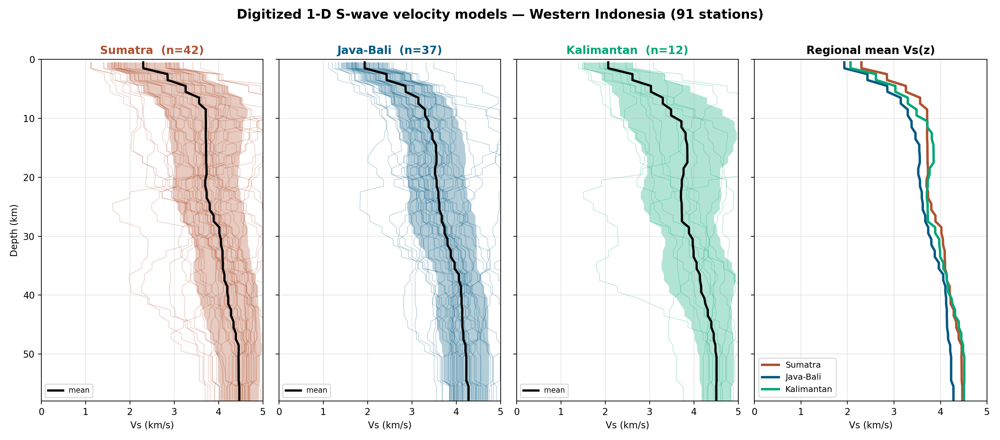 Digitized 1-D S-wave velocity models — Western Indonesia (91 stations)
Sumatra (n=42)
Java-Bali (n=37)
Kalimantan (n=12)
Regional mean Vs(z)
Depth (km)
0
10
20
30
40
50
mean
mean
mean
Sumatra
Java-Bali
Kalimantan
0 1 2 3 4 5
0 1 2 3 4 5
0 1 2 3 4 5
0 1 2 3 4 5
Vs (km/s)
Vs (km/s)
Vs (km/s)
Vs (km/s)